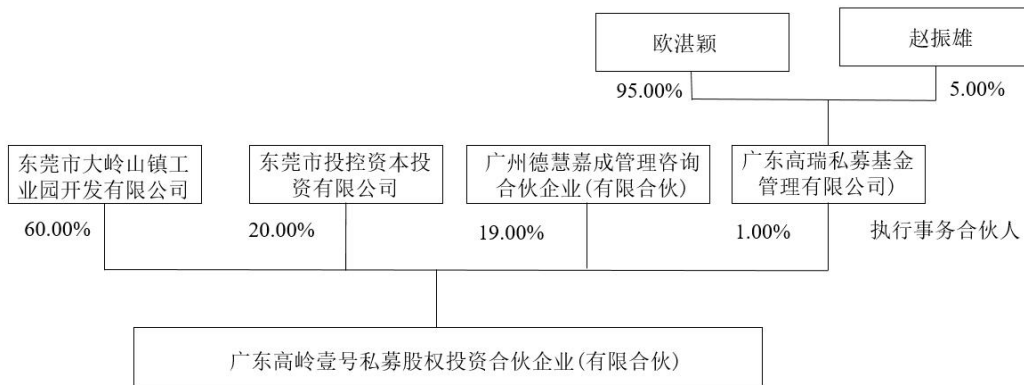 欧湛颖
赵振雄
95.00%
5.00%
东莞市大岭山镇工
业园开发有限公司
东莞市投控资本投
资有限公司
广州德慧嘉成管理咨询
合伙企业(有限合伙)
广东高瑞私募基金
管理有限公司)
60.00%
20.00%
19.00%
1.00%
执行事务合伙人
广东高岭壹号私募股权投资合伙企业(有限合伙)